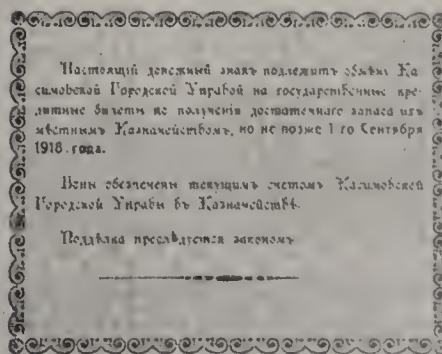 Настоящій денежный знакъ подлежитъ обмѣну Ка
симовской Городской Управой на государственные кре-
дитные билеты по полученіи достаточнаго запаса ихъ
мѣстнымъ Казначействомъ, но не позже 1 го Сентября
1918 года.
Боны обезпечены текущимъ счетомъ Касимовской
Городской Управы въ Казначействѣ.
Поддѣлка преслѣдуется закономъ